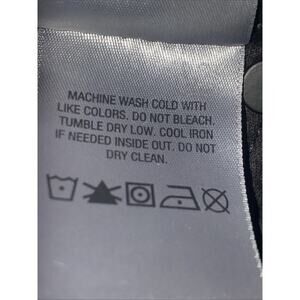 MACHINE WASH COLD WITH
LIKE COLORS. DO NOT BLEACH.
TUMBLE DRY LOW. COOL IRON
IF NEEDED INSIDE OUT. DO NOT
DRY CLEAN.